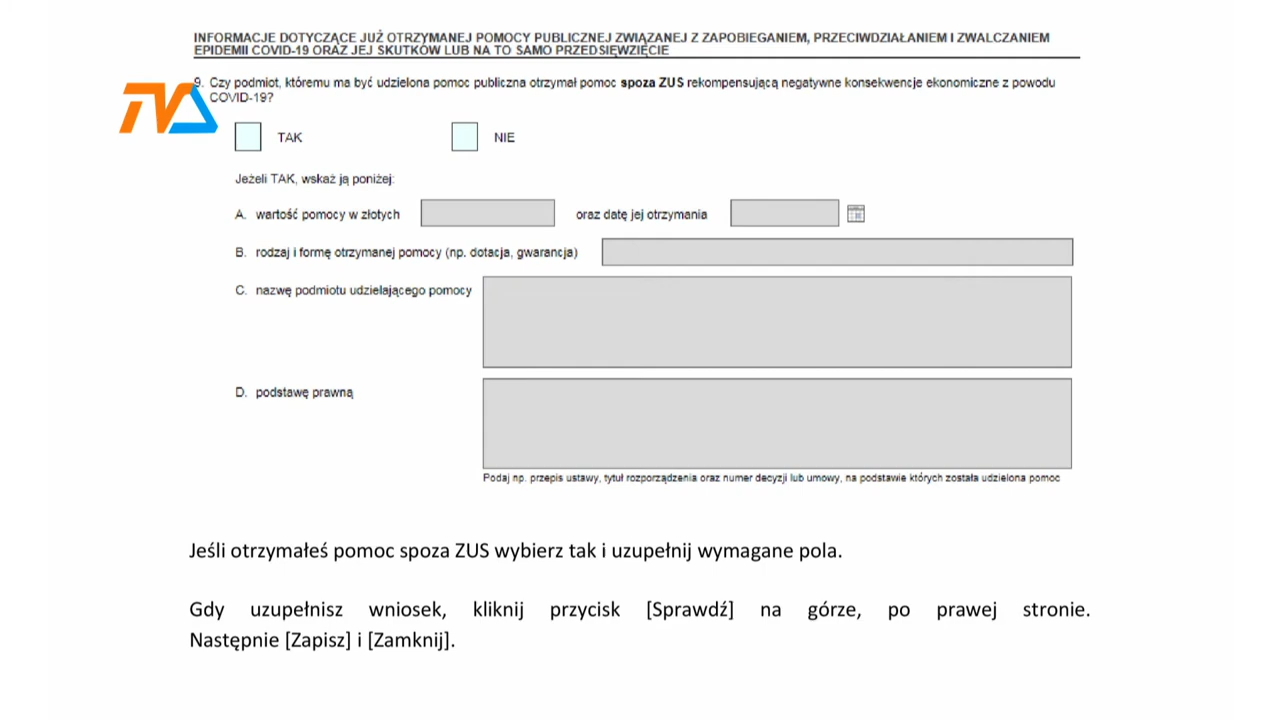 INFORMACJE DOTYCZĄCE JUŻ OTRZYMANEJ POMOCY PUBLICZNEJ ZWIĄZANEJ Z ZAPOBIEGANIEM, PRZECIWDZIAŁANIEM I ZWALCZANIEM
EPIDEMII COVID-19 ORAZ JEJ SKUTKÓW LUB NA TO SAMO PRZEDSIĘWZIĘCIE
9. Czy podmiot, któremu ma być udzielona pomoc publiczna otrzymał pomoc spoza ZUS rekompensującą negatywne konsekwencje ekonomiczne z powodu
COVID-19?
TVA
TAK NIE
Jeżeli TAK, wskaż ją poniżej:
A. wartość pomocy w złotych oraz datę jej otrzymania
B. rodzaj i formę otrzymanej pomocy (np. dotacja, gwarancja)
C. nazwę podmiotu udzielającego pomocy
D. podstawę prawną
Podaj np. przepis ustawy, tytuł rozporządzenia oraz numer decyzji lub umowy, na podstawie których została udzielona pomoc
Jeśli otrzymałeś pomoc spoza ZUS wybierz tak i uzupełnij wymagane pola.
Gdy uzupełnisz wniosek, kliknij przycisk [Sprawdź] na górze, po prawej stronie.
Następnie [Zapisz] i [Zamknij].